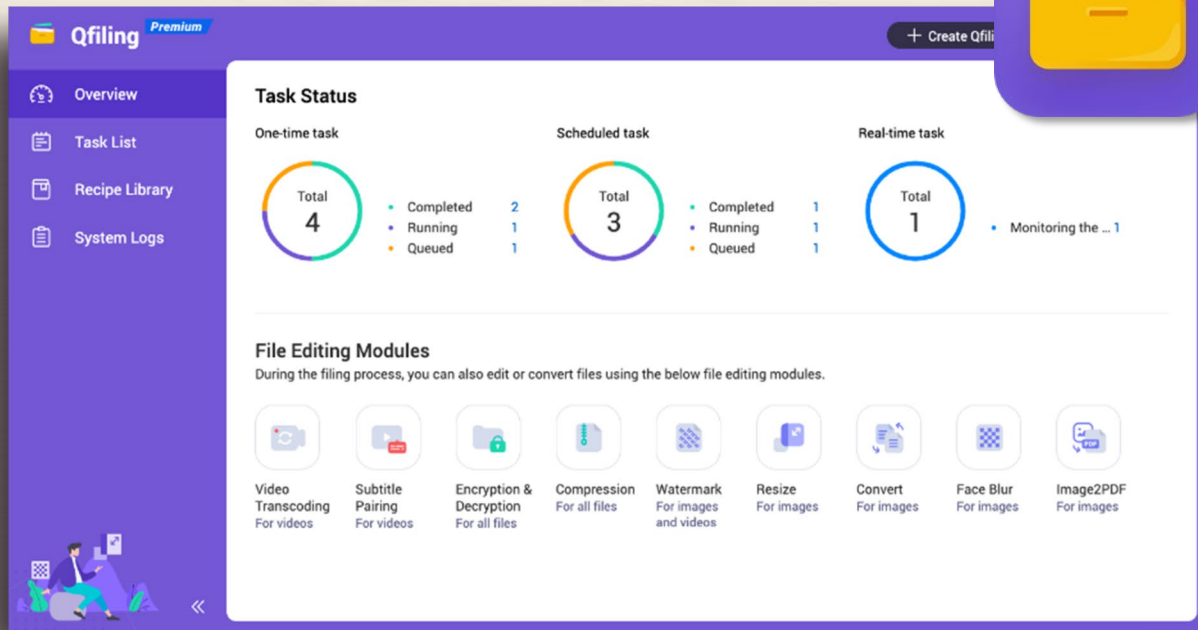 Qfiling Premium
+ Create Qfili
Overview
Task List
Recipe Library
System Logs
Task Status
One-time task
Total
4
Completed 2
Running 1
Queued 1
Scheduled task
Total
3
Completed 1
Running 1
Queued 1
Real-time task
Total
1
Monitoring the ... 1
File Editing Modules
During the filing process, you can also edit or convert files using the below file editing modules.
Video
Transcoding
For videos
Subtitle
Pairing
For videos
Encryption &
Decryption
For all files
Compression
For all files
Watermark
For images
and videos
Resize
For images
Convert
For images
Face Blur
For images
PDF
Image2PDF
For images